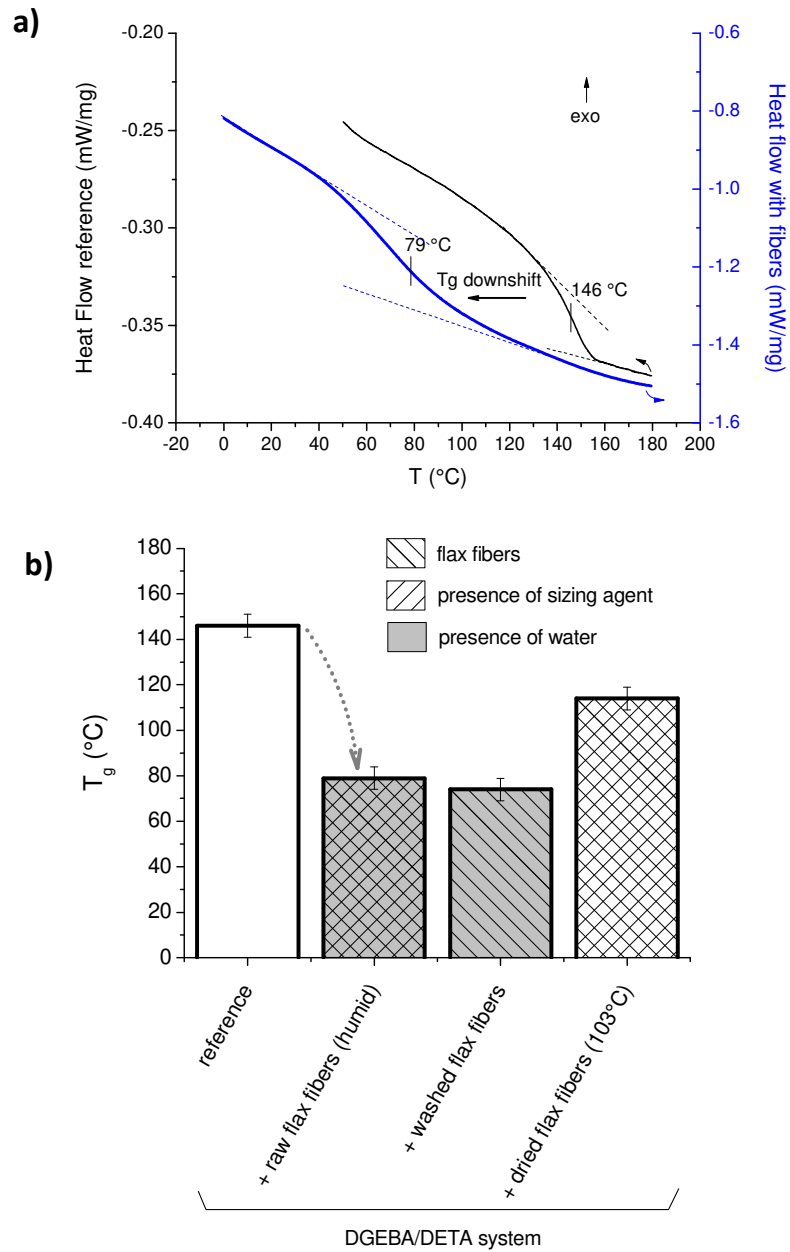 a)
-0.20
-0.25
-0.30
-0.35
-0.40
Heat Flow reference (mW/mg)
-0.6
-0.8
-1.0
-1.2
-1.4
-1.6
Heat flow with fibers (mW/mg)
exo
79 °C
Tg downshift
146 °C
-20 0 20 40 60 80 100 120 140 160 180 200
T (°C)
b)
180
160
140
120
100
80
60
40
20
0
Tg (°C)
flax fibers
presence of sizing agent
presence of water
reference
+ raw flax fibers (humid)
+ washed flax fibers
+ dried flax fibers (103°C)
DGEBA/DETA system